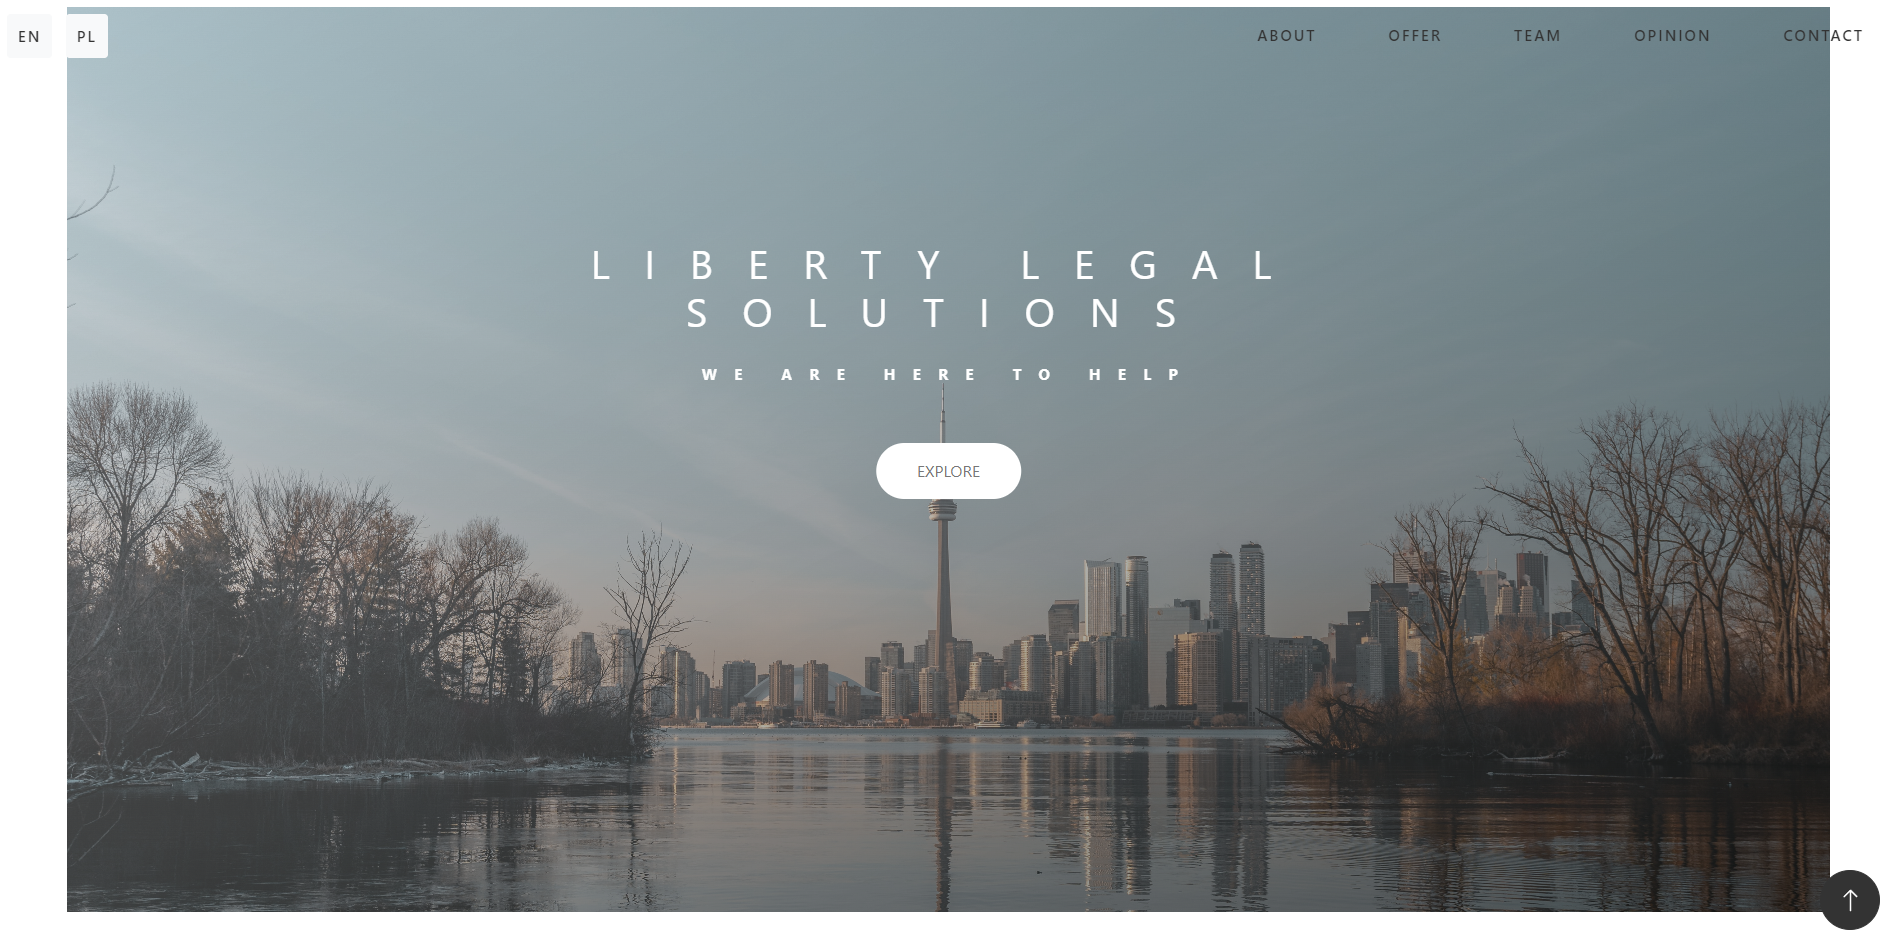 EN
PL
ABOUT
OFFER
TEAM
OPINION
CONTACT
LIBERTY LEGAL
SOLUTIONS
WE ARE HERE TO HELP
EXPLORE